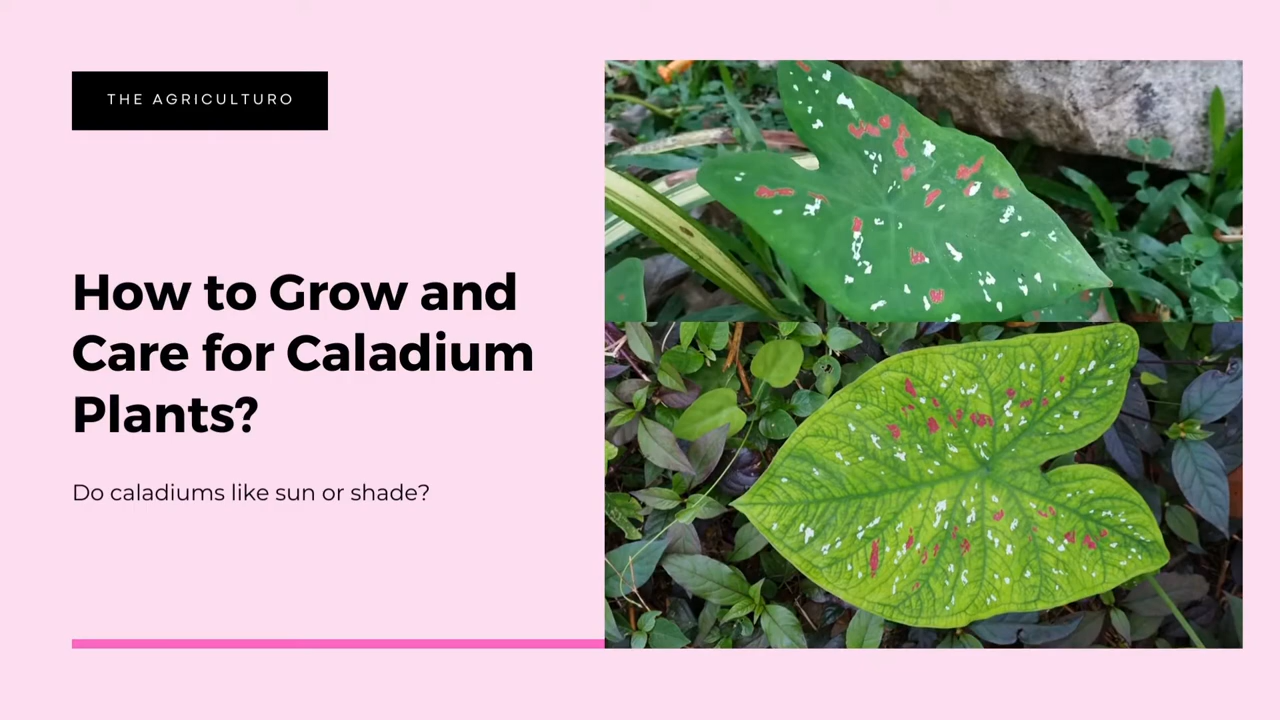 THE AGRICULTURO
How to Grow and
Care for Caladium
Plants?
Do caladiums like sun or shade?